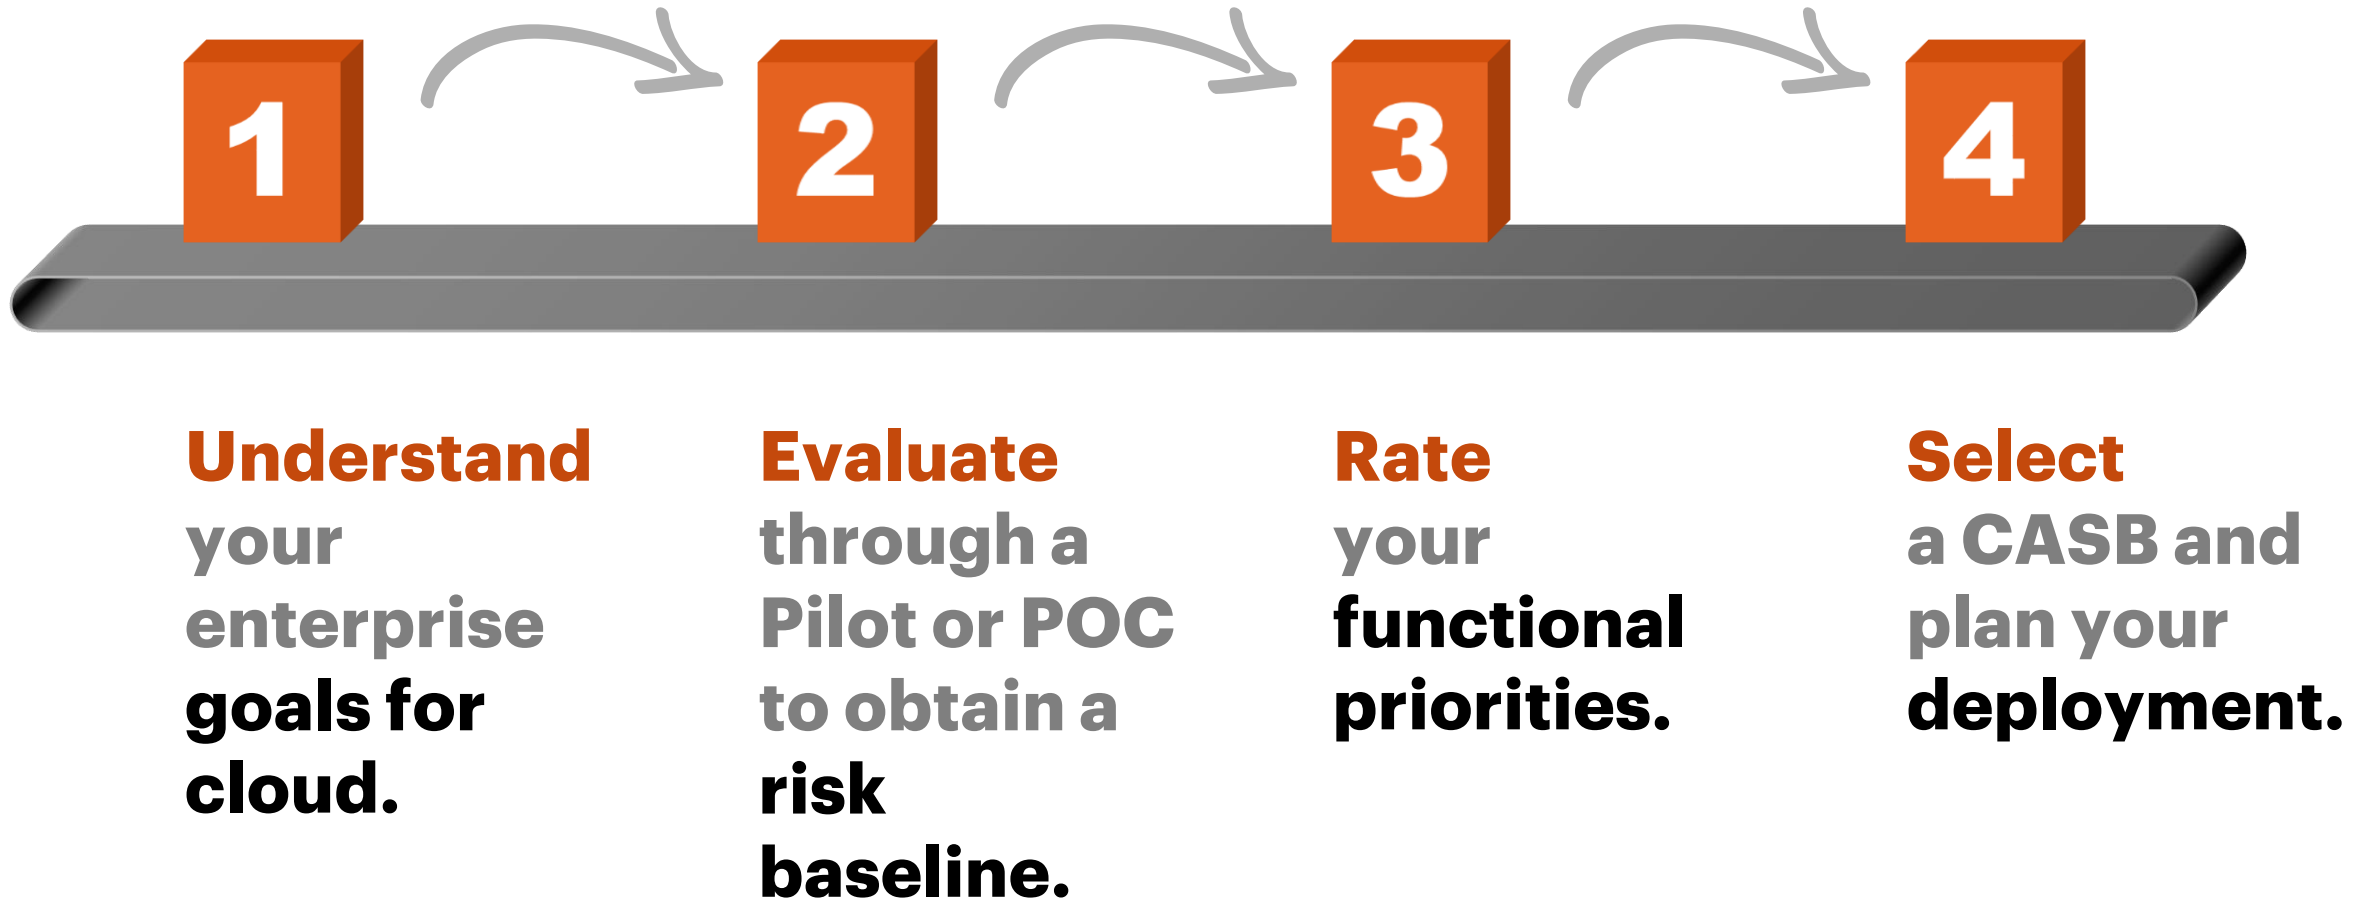 1
2
3
4
Understand
your
enterprise
goals for
cloud.
Evaluate
through a
Pilot or POC
to obtain a
risk
baseline.
Rate
your
functional
priorities.
Select
a CASB and
plan your
deployment.